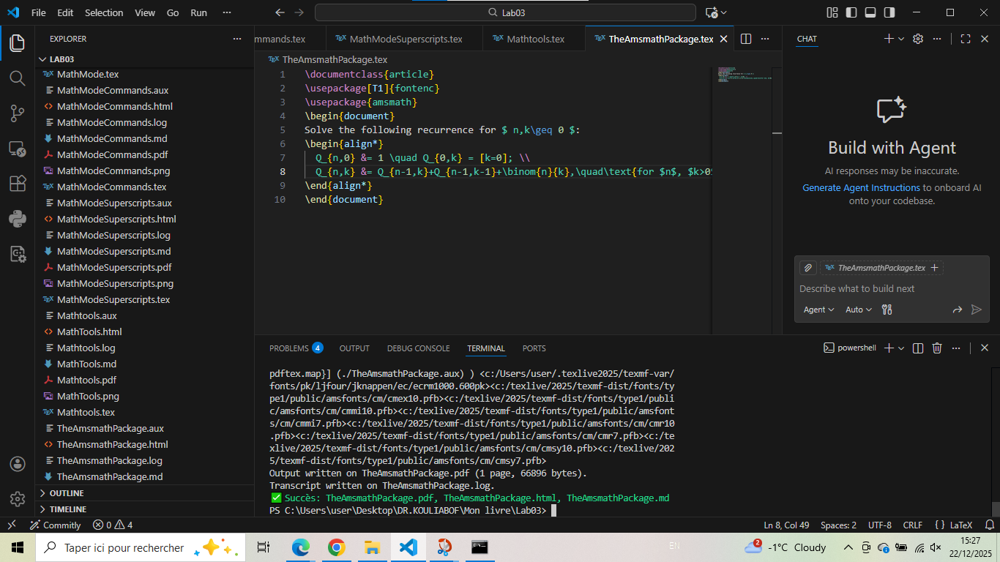 File Edit Selection View Go Run ···
Lab03
EXPLORER ···
LAB03
MathMode.tex
MathModeCommands.aux
MathModeCommands.html
MathModeCommands.log
MathModeCommands.md
MathModeCommands.pdf
MathModeCommands.png
MathModeCommands.tex
MathModeSuperscripts.aux
MathModeSuperscripts.html
MathModeSuperscripts.log
MathModeSuperscripts.md
MathModeSuperscripts.pdf
MathModeSuperscripts.png
MathModeSuperscripts.tex
Mathtools.aux
MathTools.html
Mathtools.log
MathTools.md
Mathtools.pdf
MathTools.png
Mathtools.tex
TheAmsmathPackage.aux
TheAmsmathPackage.html
TheAmsmathPackage.log
TheAmsmathPackage.md
OUTLINE
TIMELINE
mmands.tex MathModeSuperscripts.tex Mathtools.tex TheAmsmathPackage.tex ···
TheAmsmathPackage.tex
1 \documentclass{article}
2 \usepackage[T1]{fontenc}
3 \usepackage{amsmath}
4 \begin{document}
5 Solve the following recurrence for $ n,k\geq 0 $:
6 \begin{align*}
7 Q_{n,0} &= 1 \quad Q_{0,k} = [k=0]; \\
8 Q_{n,k} &= Q_{n-1,k}+Q_{n-1,k-1}+\binom{n}{k},\quad\text{for $n$, $k>0$
9 \end{align*}
10 \end{document}
CHAT
Build with Agent
AI responses may be inaccurate.
Generate Agent Instructions to onboard AI
onto your codebase.
TheAmsmathPackage.tex
Describe what to build next
Agent Auto
PROBLEMS 4 OUTPUT DEBUG CONSOLE TERMINAL PORTS powershell ···
pdftex.map}] (./TheAmsmathPackage.aux) ) <c:/Users/user/.texlive2025/texmf-var/
fonts/pk/ljfour/jknappen/ec/ecrm1000.600pk><c:/texlive/2025/texmf-dist/fonts/ty
pe1/public/amsfonts/cm/cmex10.pfb><c:/texlive/2025/texmf-dist/fonts/type1/publi
c/amsfonts/cm/cmmi10.pfb><c:/texlive/2025/texmf-dist/fonts/type1/public/amsfont
s/cm/cmmi7.pfb><c:/texlive/2025/texmf-dist/fonts/type1/public/amsfonts/cm/cmr10
.pfb><c:/texlive/2025/texmf-dist/fonts/type1/public/amsfonts/cm/cmr7.pfb><c:/te
xlive/2025/texmf-dist/fonts/type1/public/amsfonts/cm/cmsy10.pfb><c:/texlive/202
5/texmf-dist/fonts/type1/public/amsfonts/cm/cmsy7.pfb>
Output written on TheAmsmathPackage.pdf (1 page, 66896 bytes).
Transcript written on TheAmsmathPackage.log.
✅ Succès: TheAmsmathPackage.pdf, TheAmsmathPackage.html, TheAmsmathPackage.md
PS C:\Users\user\Desktop\DR.KOULIABOF\Mon livre\Lab03>
Commitly 0 4 Ln 8, Col 49 Spaces: 2 UTF-8 CRLF { } LaTeX
Taper ici pour rechercher EN 2 -1°C Cloudy 15:27
22/12/2025